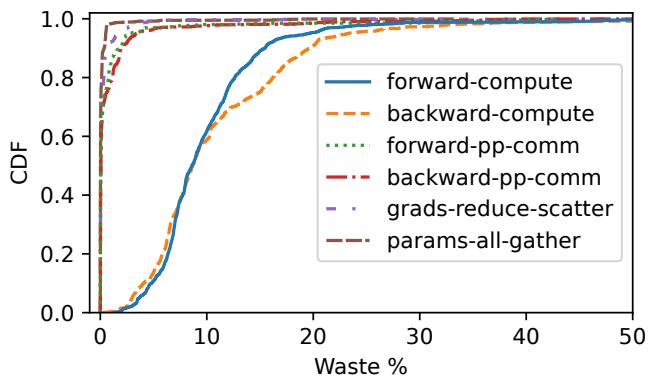 1.0
0.8
0.6
0.4
0.2
0.0
CDF
forward-compute
backward-compute
forward-pp-comm
backward-pp-comm
grads-reduce-scatter
params-all-gather
0 10 20 30 40 50
Waste %